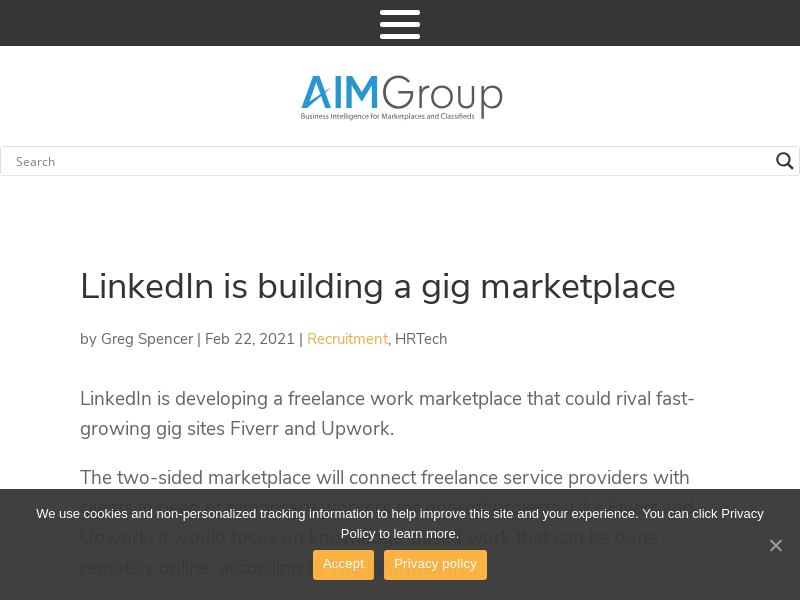 AIMGroup
Business Intelligence for Marketplaces and Classifieds
Search
LinkedIn is building a gig marketplace
by Greg Spencer | Feb 22, 2021 | Recruitment, HRTech
LinkedIn is developing a freelance work marketplace that could rival fast-
growing gig sites Fiverr and Upwork.
The two-sided marketplace will connect freelance service providers with
We use cookies and non-personalized tracking information to help improve this site and your experience. You can click Privacy
Policy to learn more.
Upwork, it would focus on knowledge-based work that can be done
remotely online, according to
Accept
Privacy policy